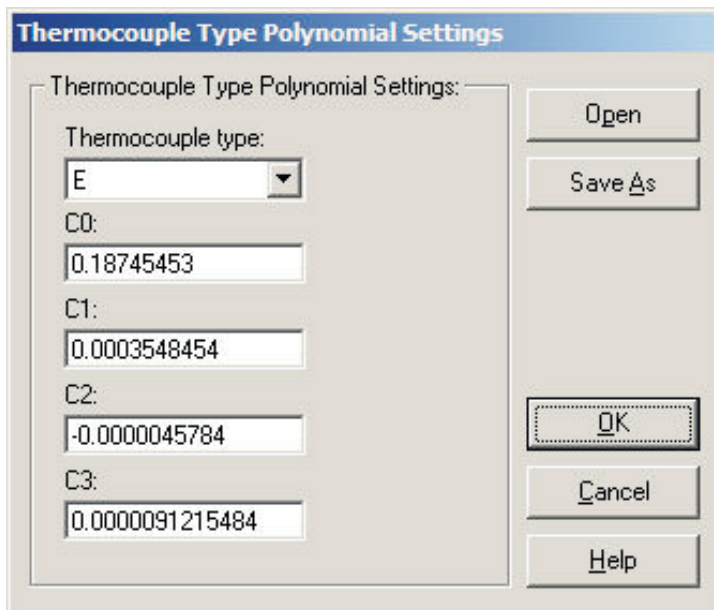 Thermocouple Type Polynomial Settings
Thermocouple Type Polynomial Settings:
Thermocouple type:
E
C0:
0.18745453
C1:
0.0003548454
C2:
-0.0000045784
C3:
0.0000091215484
Open
Save As
OK
Cancel
Help